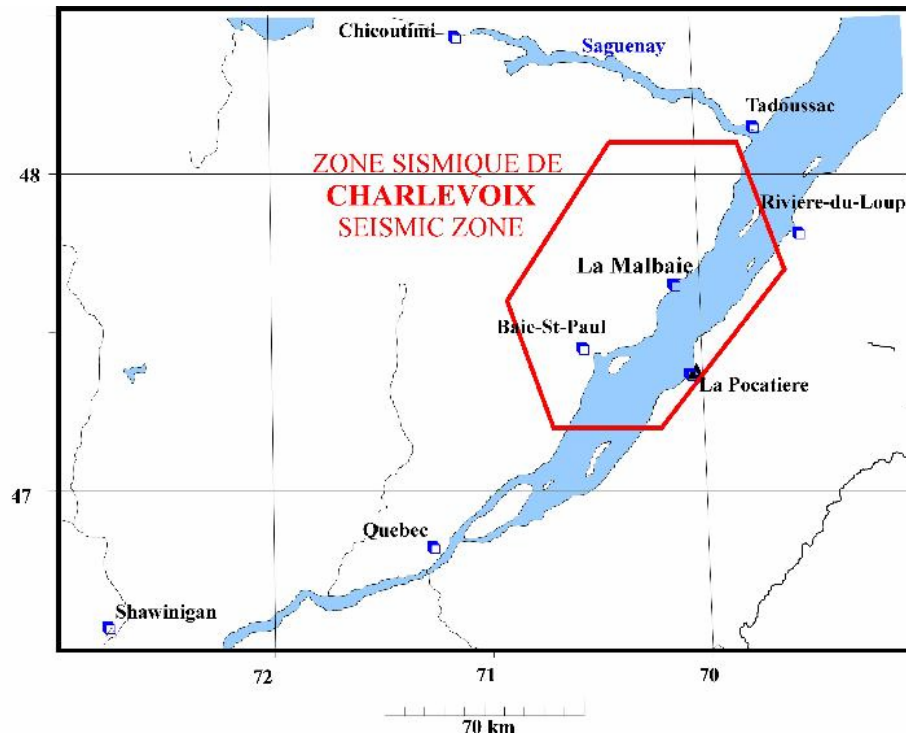 Chicoutimi
Saguenay
Tadoussac
48
ZONE SISMIQUE DE
CHARLEVOIX
SEISMIC ZONE
Riviere-du-Loup
La Malbaie
Baie-St-Paul
La Pocatiere
47
Quebec
Shawinigan
72
71
70
70 km